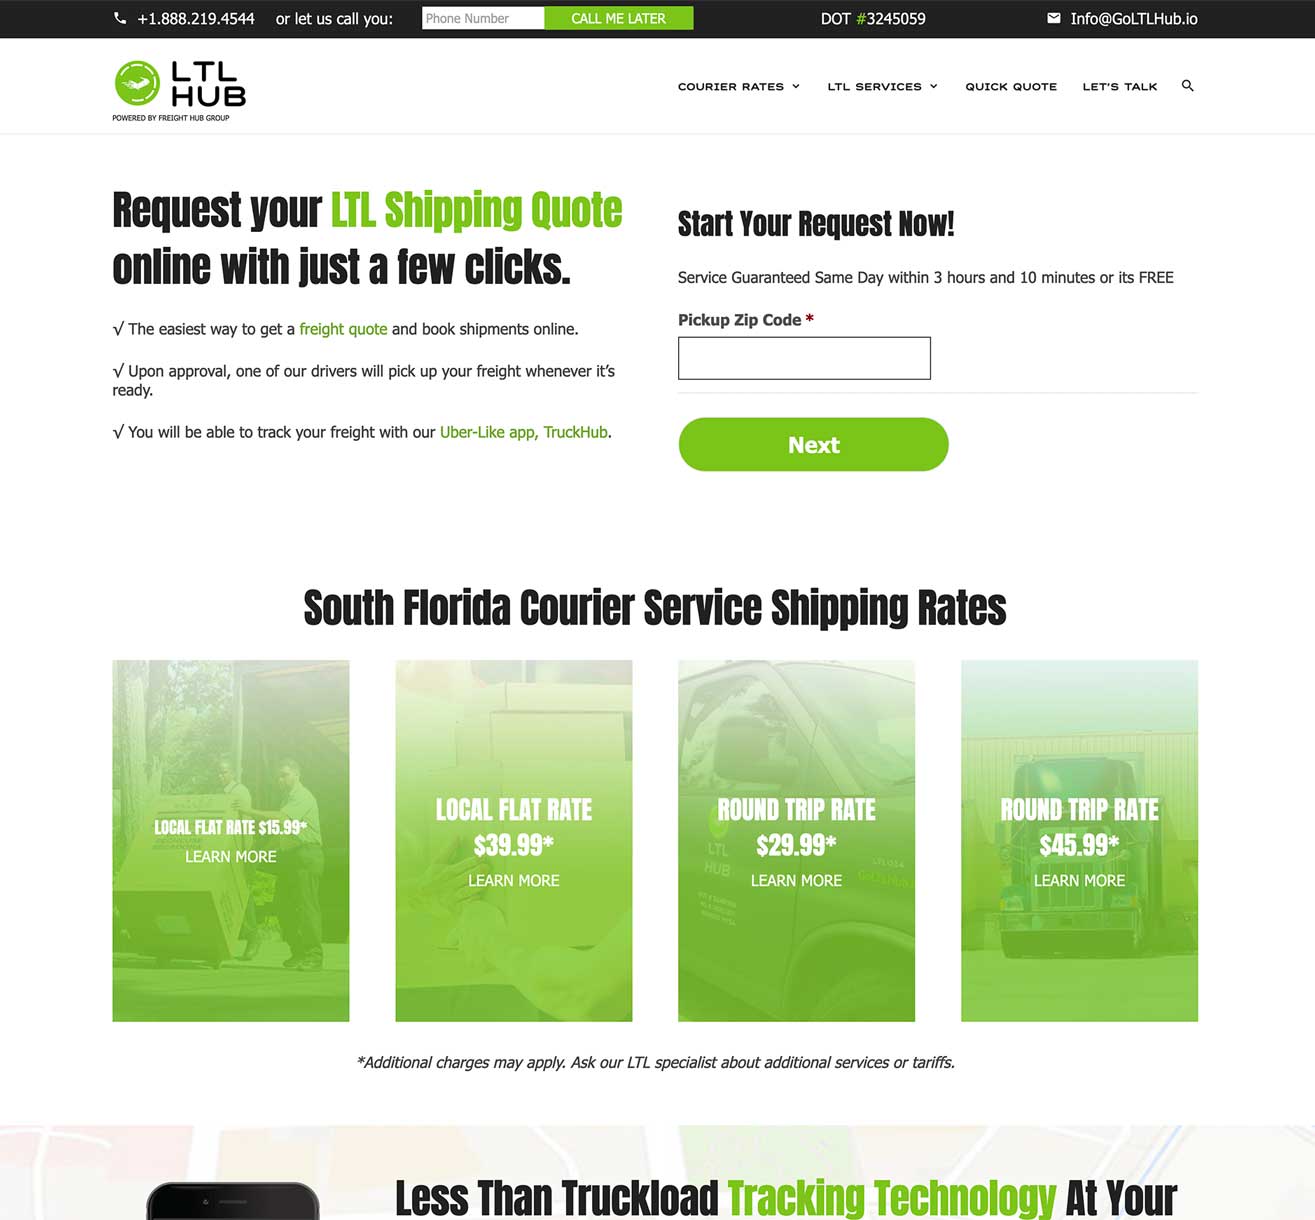 +1.888.219.4544 or let us call you: Phone Number CALL ME LATER DOT #3245059 Info@GoLTLHub.io
LTL
HUB
POWERED BY FREIGHT HUB GROUP
COURIER RATES LTL SERVICES QUICK QUOTE LET'S TALK
Request your LTL Shipping Quote
online with just a few clicks.
√ The easiest way to get a freight quote and book shipments online.
√ Upon approval, one of our drivers will pick up your freight whenever it’s
ready.
√ You will be able to track your freight with our Uber-Like app, TruckHub.
Start Your Request Now!
Service Guaranteed Same Day within 3 hours and 10 minutes or its FREE
Pickup Zip Code *
Next
South Florida Courier Service Shipping Rates
LOCAL FLAT RATE $15.99*
LEARN MORE
LOCAL FLAT RATE
$39.99*
LEARN MORE
ROUND TRIP RATE
$29.99*
LEARN MORE
LTL
HUB
GoLTLHub
ROUND TRIP RATE
$45.99*
LEARN MORE
*Additional charges may apply. Ask our LTL specialist about additional services or tariffs.
Less Than Truckload Tracking Technology At Your